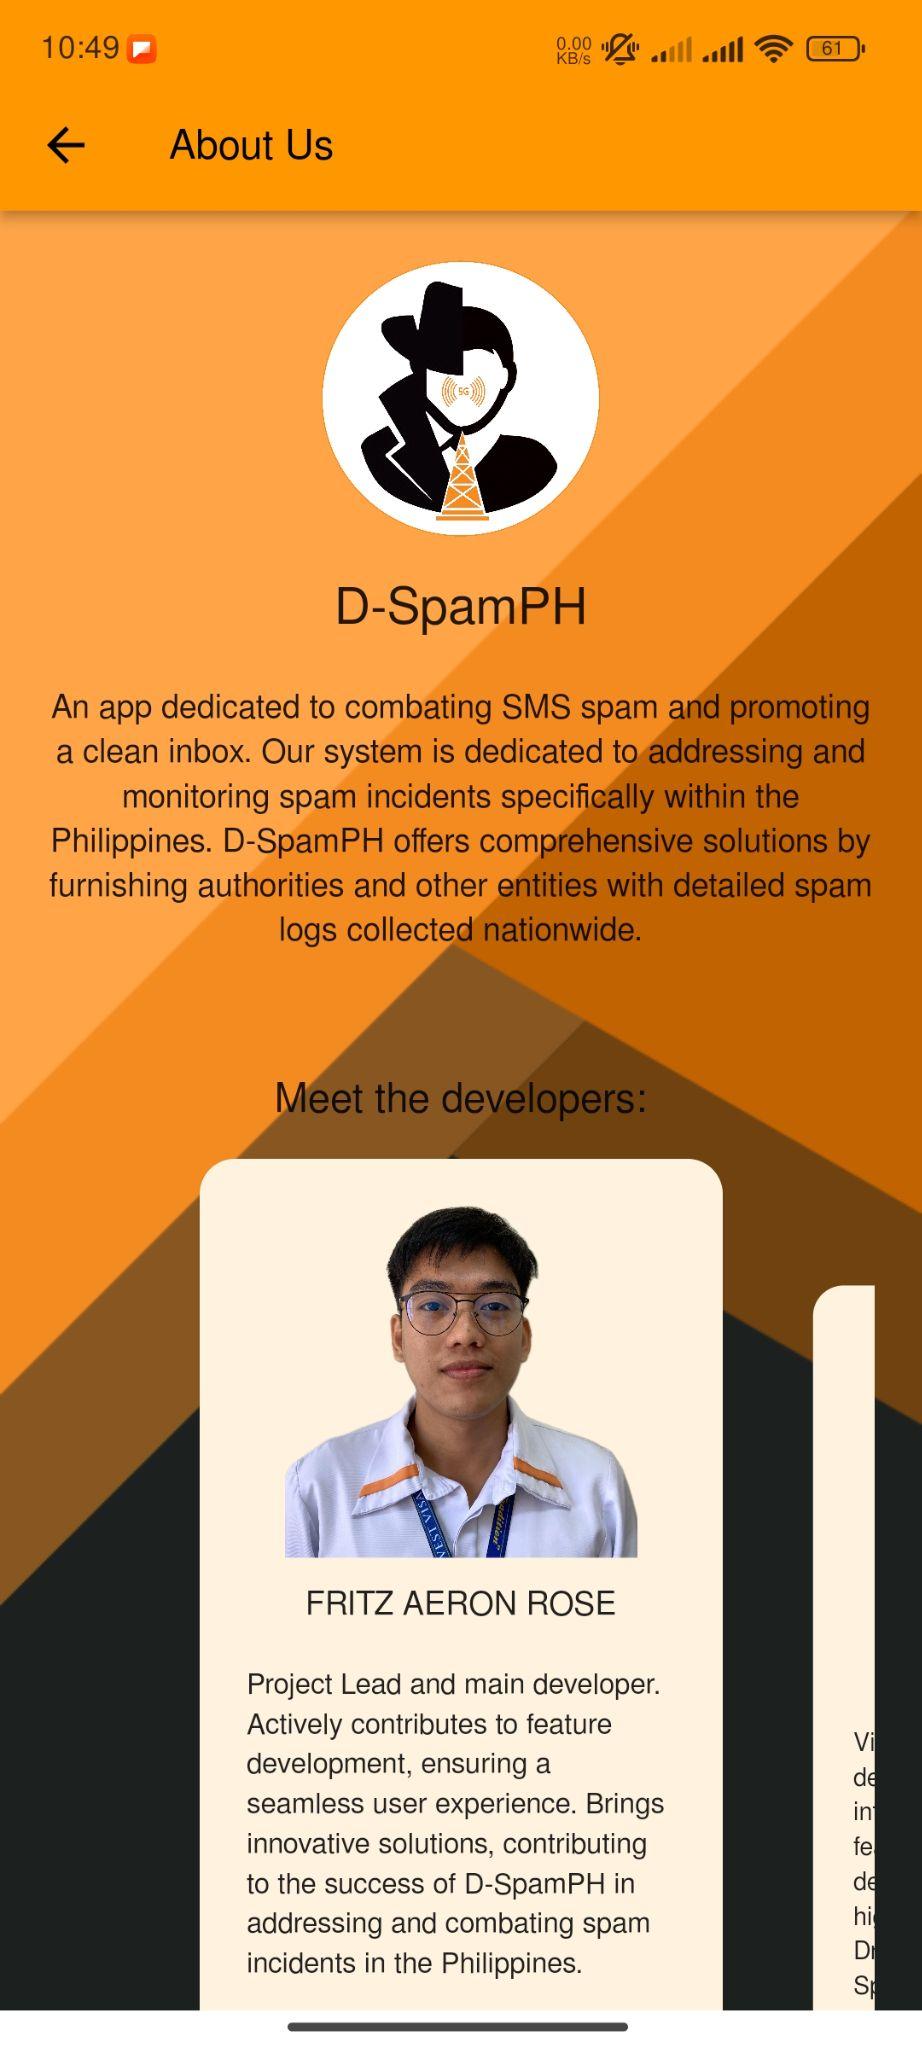 10:49
0.00
KB/s
61
About Us
5G
D-SpamPH
An app dedicated to combating SMS spam and promoting
a clean inbox. Our system is dedicated to addressing and
monitoring spam incidents specifically within the
Philippines. D-SpamPH offers comprehensive solutions by
furnishing authorities and other entities with detailed spam
logs collected nationwide.
Meet the developers:
FRITZ AERON ROSE
Project Lead and main developer.
Actively contributes to feature
development, ensuring a
seamless user experience. Brings
innovative solutions, contributing
to the success of D-SpamPH in
addressing and combating spam
incidents in the Philippines.